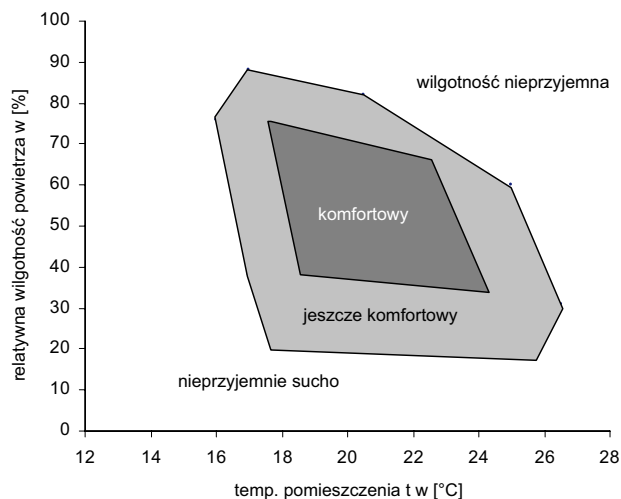 100
90
80
70
60
50
40
30
20
10
0
relatywna wilgotność powietrza w [%]
wilgotność nieprzyjemna
komfortowy
jeszcze komfortowy
nieprzyjemnie sucho
12 14 16 18 20 22 24 26 28
temp. pomieszczenia t w [°C]